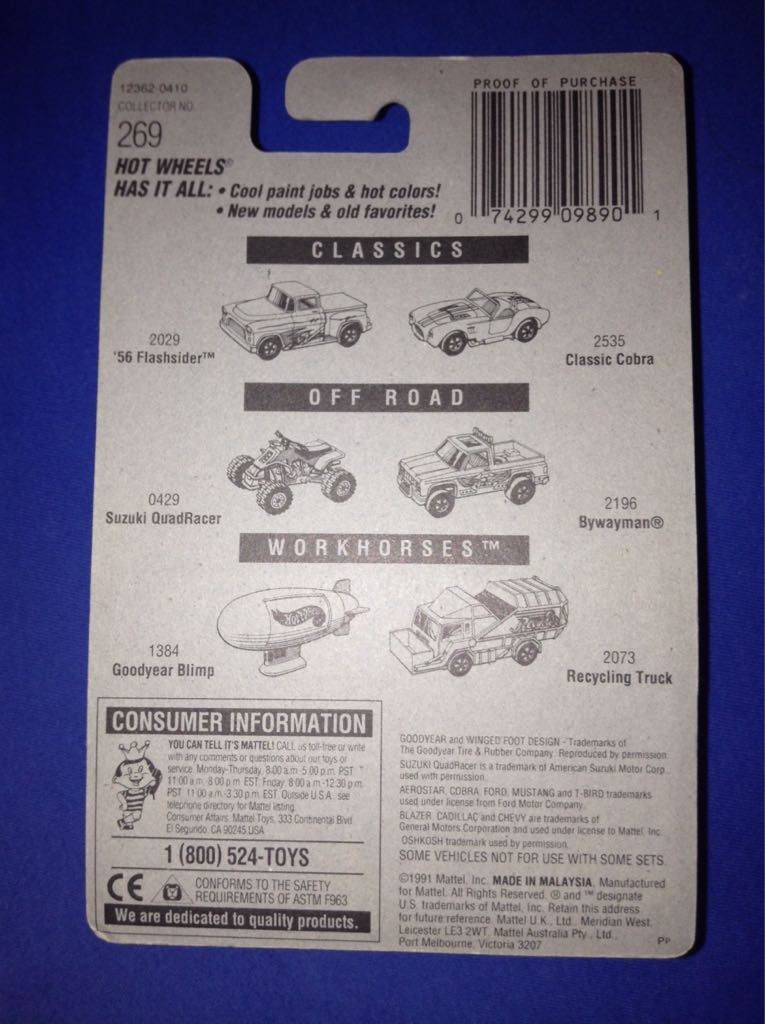 12362-0410
COLLECTOR NO.
269
HOT WHEELS®
HAS IT ALL: • Cool paint jobs & hot colors!
• New models & old favorites!
PROOF OF PURCHASE
0 74299 09890 1
CLASSICS
2029
'56 Flashsider™
2535
Classic Cobra
OFF ROAD
0429
Suzuki QuadRacer
2196
Bywayman®
WORKHORSES™
Hot Wheels
1384
Goodyear Blimp
2073
Recycling Truck
CONSUMER INFORMATION
YOU CAN TELL IT'S MATTEL! CALL us toll-free or write
with any comments or questions about our toys or
service. Monday-Thursday, 8:00 a.m.-5:00 p.m. PST
11:00 a.m.-8:00 p.m. EST. Friday, 8:00 a.m.-12:30 p.m.
PST, 11:00 a.m.-3:30 p.m. EST. Outside U.S.A., see
telephone directory for Mattel listing.
Consumer Affairs, Mattel Toys, 333 Continental Blvd.
El Segundo, CA 90245 USA
1 (800) 524-TOYS
CE
CONFORMS TO THE SAFETY
REQUIREMENTS OF ASTM F963
We are dedicated to quality products.
GOODYEAR and WINGED FOOT DESIGN - Trademarks of
The Goodyear Tire & Rubber Company. Reproduced by permission.
SUZUKI QuadRacer is a trademark of American Suzuki Motor Corp.,
used with permission.
AEROSTAR, COBRA, FORD, MUSTANG and T-BIRD trademarks
used under license from Ford Motor Company.
BLAZER, CADILLAC and CHEVY are trademarks of
General Motors Corporation and used under license to Mattel, Inc.
OSHKOSH trademark used by permission.
SOME VEHICLES NOT FOR USE WITH SOME SETS.
©1991 Mattel, Inc. MADE IN MALAYSIA. Manufactured
for Mattel. All Rights Reserved. ® and ™ designate
U.S. trademarks of Mattel, Inc. Retain this address
for future reference. Mattel U.K., Ltd., Meridian West,
Leicester LE3 2WT. Mattel Australia Pty., Ltd.,
Port Melbourne, Victoria 3207
PP